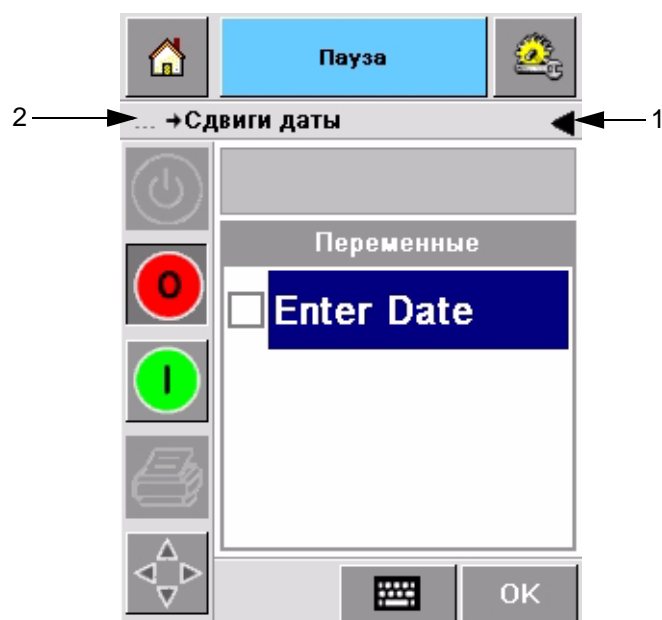 Пауза
2
... →Сдвиги даты
1
Переменные
O
Enter Date
I
OK